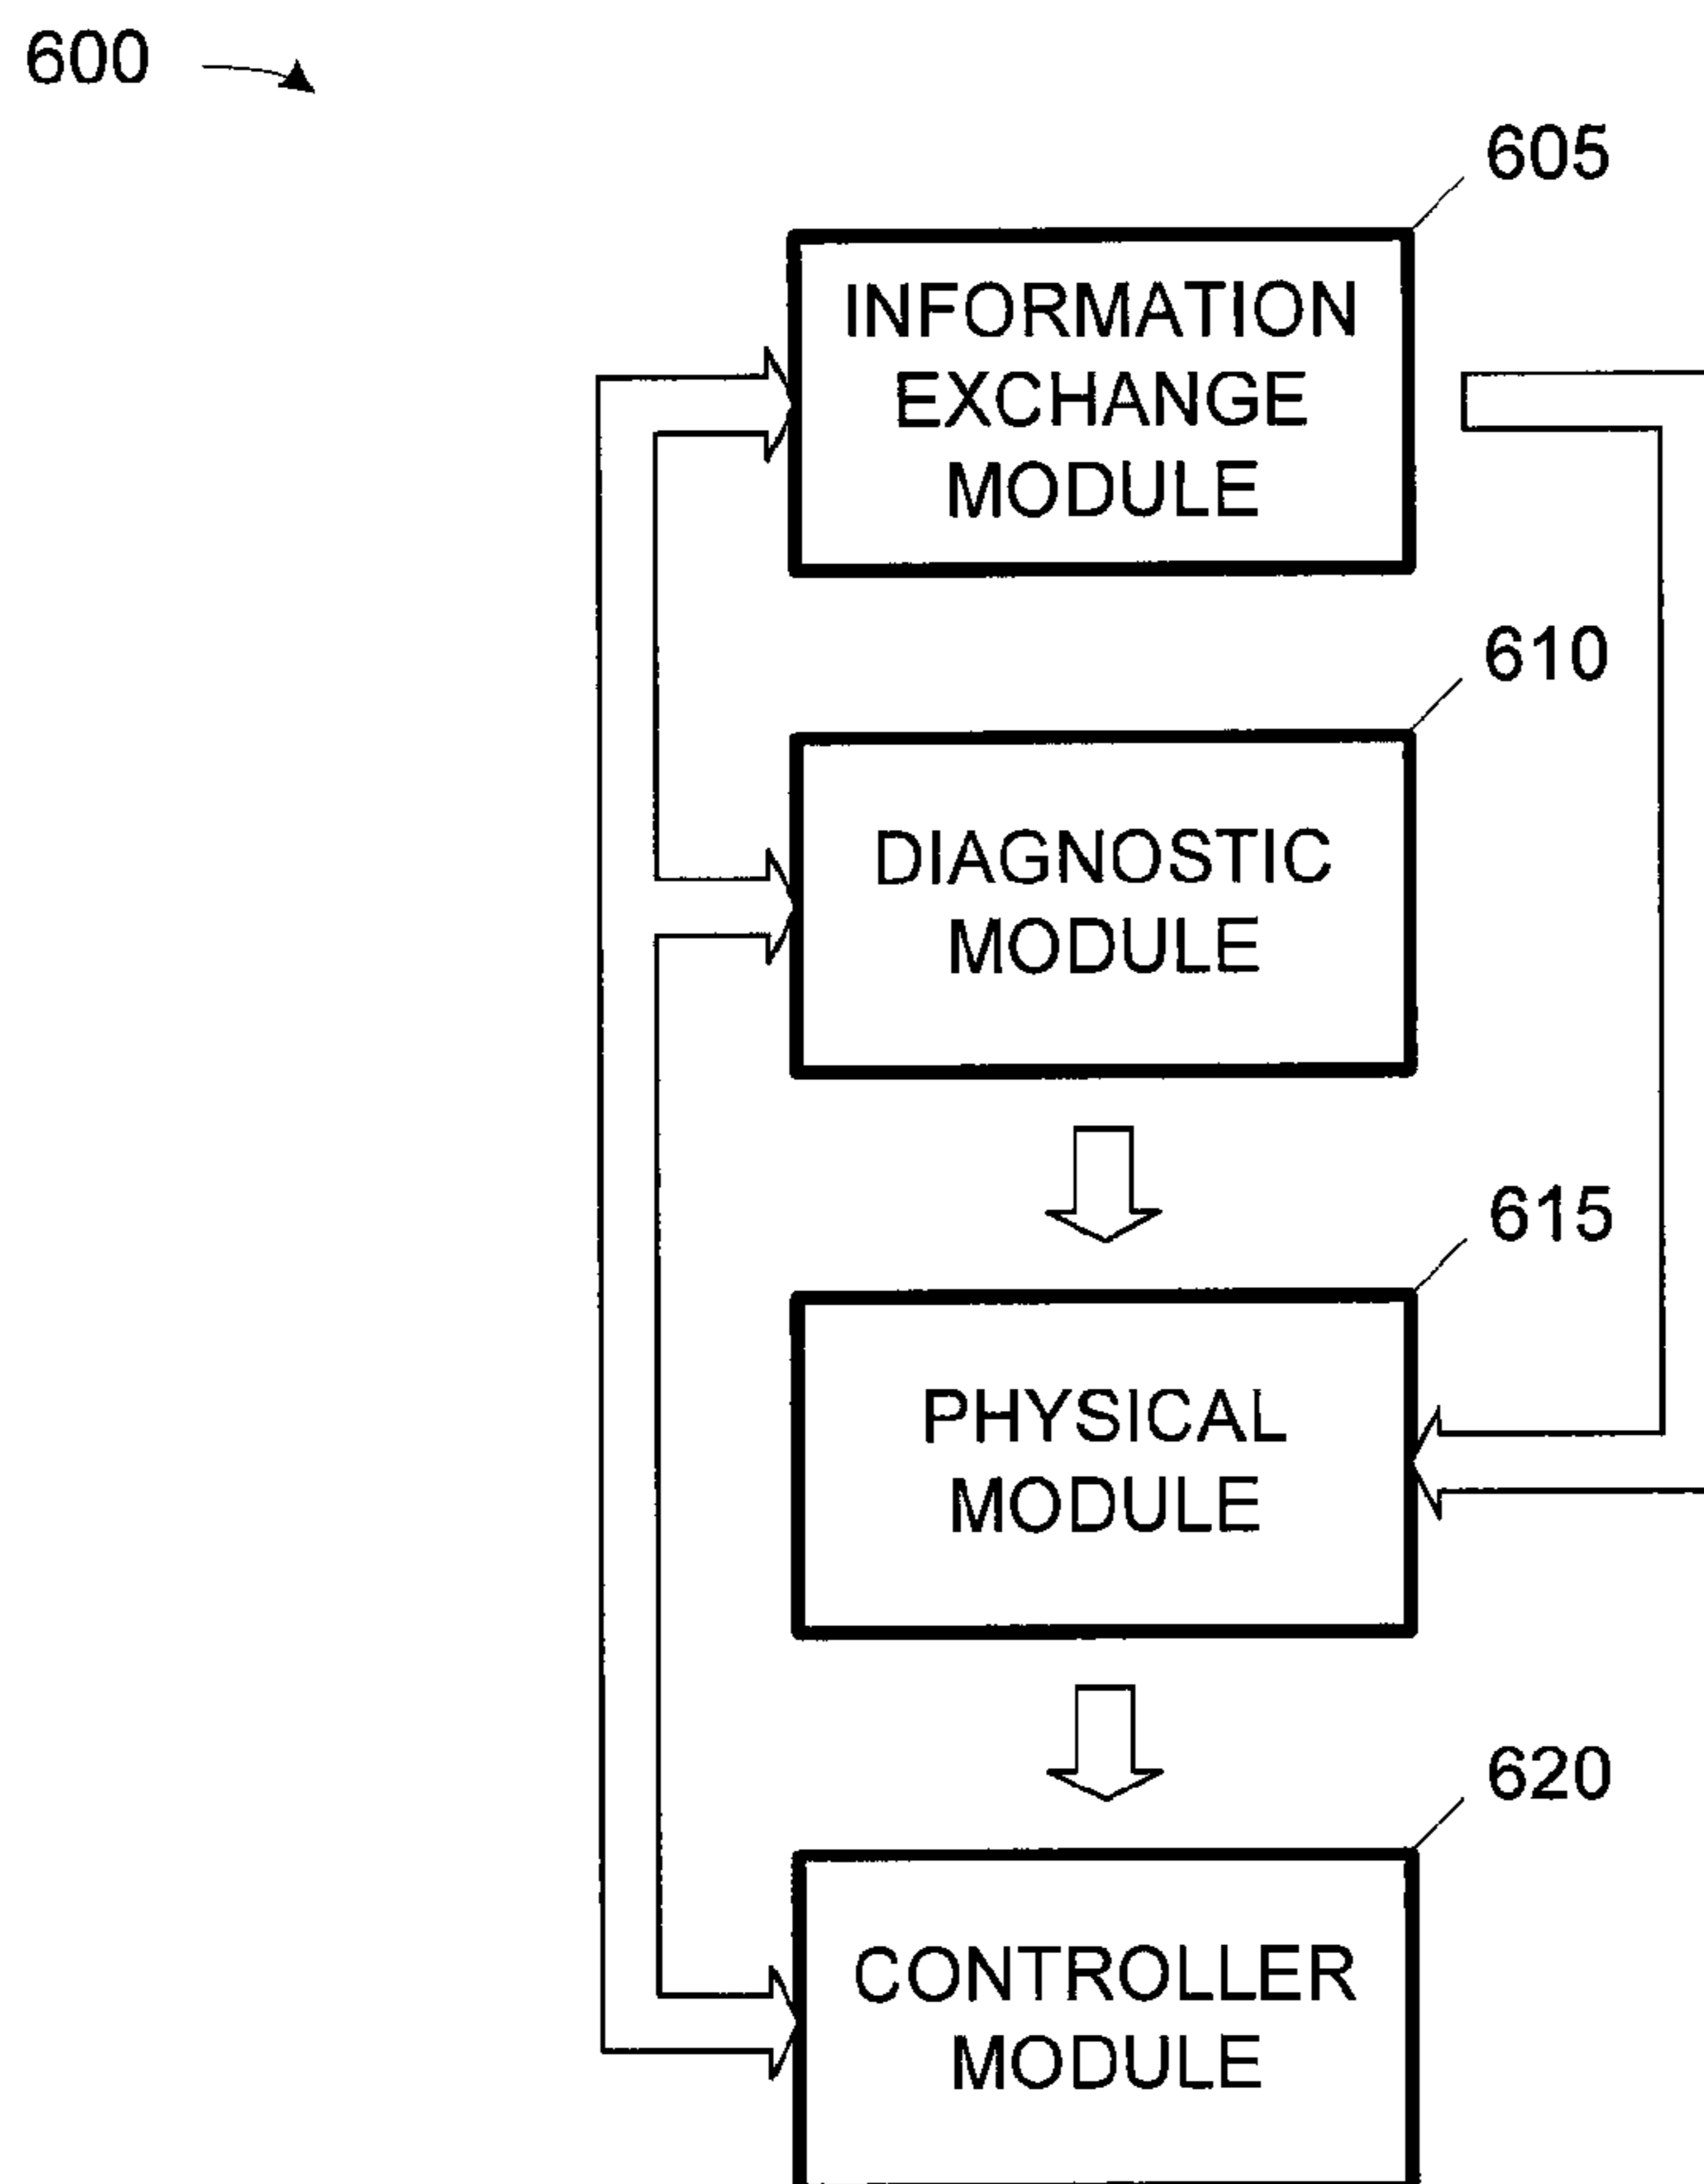 600
605
INFORMATION
EXCHANGE
MODULE
610
DIAGNOSTIC
MODULE
615
PHYSICAL
MODULE
620
CONTROLLER
MODULE